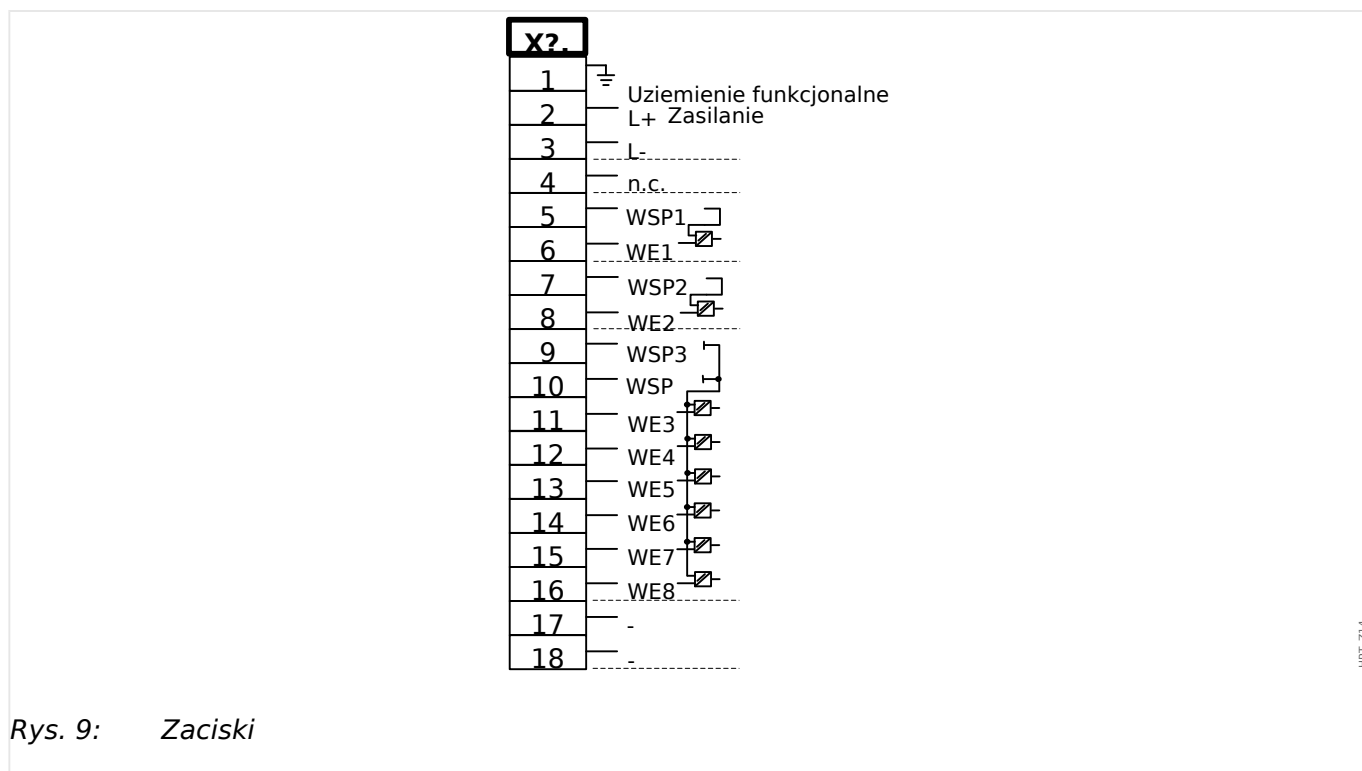 X?.
1
Uziemienie funkcjonalne
2 L+ Zasilanie
3 L-
4 n.c.
5 WSP1
6 WE1
7 WSP2
8 WE2
9 WSP3
10 WSP
11 WE3
12 WE4
13 WE5
14 WE6
15 WE7
16 WE8
17 -
18 -
Rys. 9: Zaciski